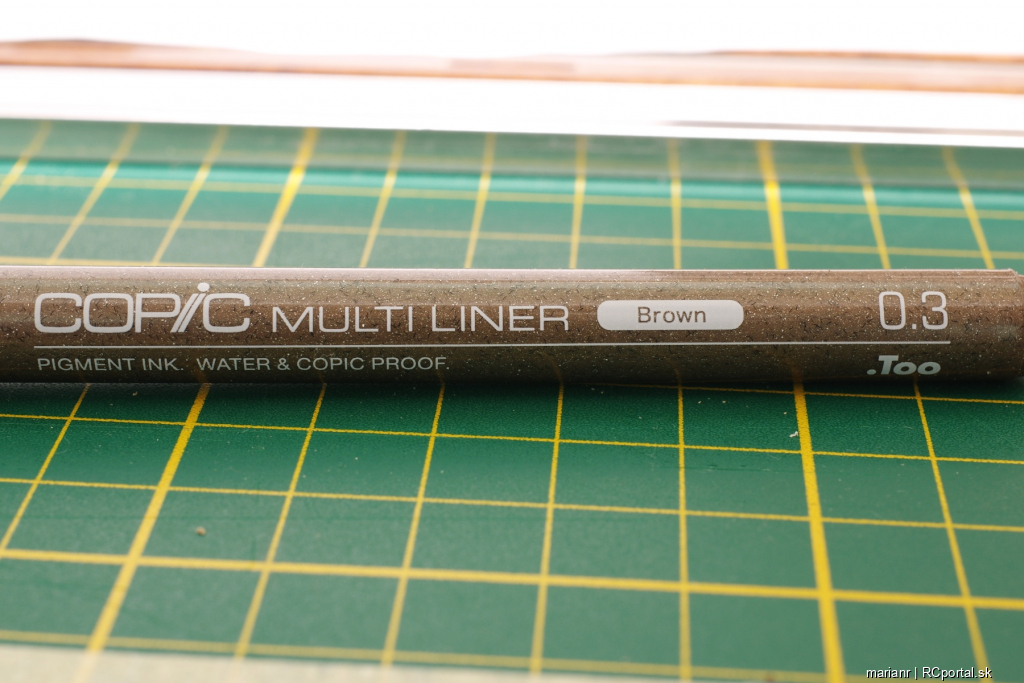 COPiC MULTI LINER Brown 0.3
PIGMENT INK. WATER & COPIC PROOF. .Too
marianr | RCportal.sk